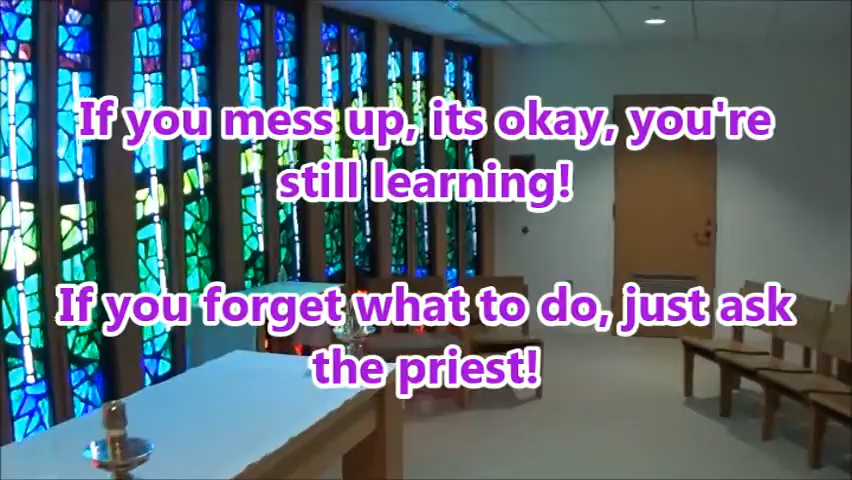 If you mess up, its okay, you're
still learning!
If you forget what to do, just ask
the priest!